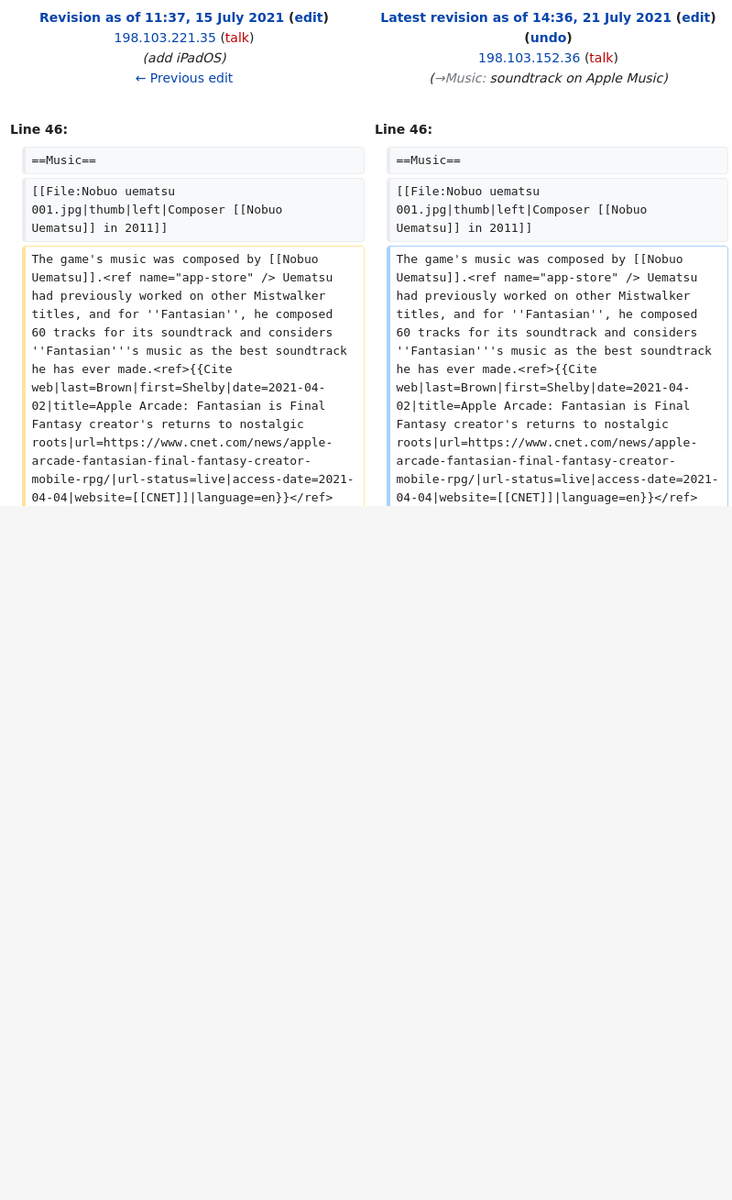 Revision as of 11:37, 15 July 2021 (edit)
198.103.221.35 (talk)
(add iPadOS)
← Previous edit
Latest revision as of 14:36, 21 July 2021 (edit)
(undo)
198.103.152.36 (talk)
(→Music: soundtrack on Apple Music)
Line 46:
==Music==
[[File:Nobuo uematsu
001.jpg|thumb|left|Composer [[Nobuo
Uematsu]] in 2011]]
The game's music was composed by [[Nobuo
Uematsu]].<ref name="app-store" /> Uematsu
had previously worked on other Mistwalker
titles, and for ''Fantasian'', he composed
60 tracks for its soundtrack and considers
''Fantasian'''s music as the best soundtrack
he has ever made.<ref>{{Cite
web|last=Brown|first=Shelby|date=2021-04-
02|title=Apple Arcade: Fantasian is Final
Fantasy creator's returns to nostalgic
roots|url=https://www.cnet.com/news/apple-
arcade-fantasian-final-fantasy-creator-
mobile-rpg/|url-status=live|access-date=2021-
04-04|website=[[CNET]]|language=en}}</ref>
Line 46:
==Music==
[[File:Nobuo uematsu
001.jpg|thumb|left|Composer [[Nobuo
Uematsu]] in 2011]]
The game's music was composed by [[Nobuo
Uematsu]].<ref name="app-store" /> Uematsu
had previously worked on other Mistwalker
titles, and for ''Fantasian'', he composed
60 tracks for its soundtrack and considers
''Fantasian'''s music as the best soundtrack
he has ever made.<ref>{{Cite
web|last=Brown|first=Shelby|date=2021-04-
02|title=Apple Arcade: Fantasian is Final
Fantasy creator's returns to nostalgic
roots|url=https://www.cnet.com/news/apple-
arcade-fantasian-final-fantasy-creator-
mobile-rpg/|url-status=live|access-date=2021-
04-04|website=[[CNET]]|language=en}}</ref>